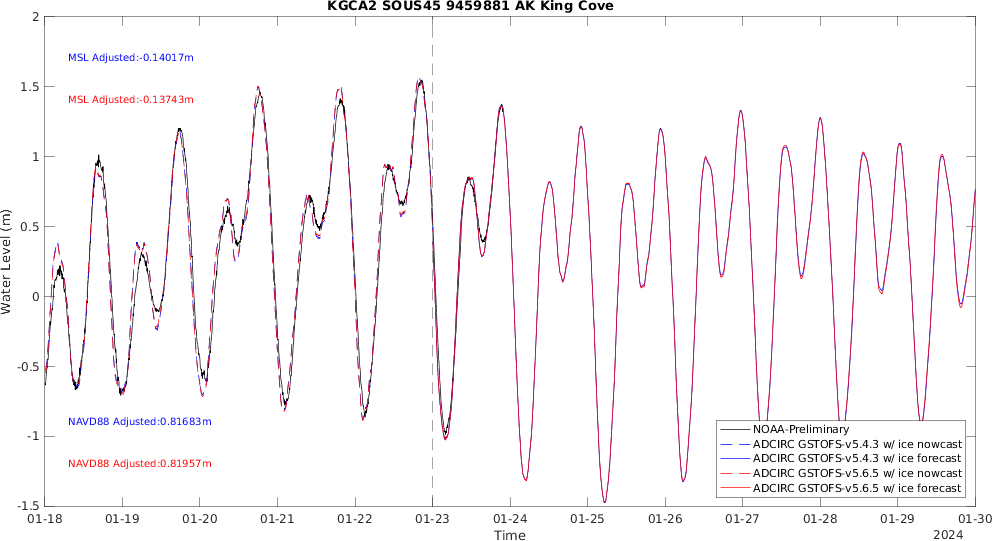 KGCA2 SOUS45 9459881 AK King Cove
2
1.5
1
0.5
0
-0.5
-1
-1.5
Water Level (m)
MSL Adjusted:-0.14017m
MSL Adjusted:-0.13743m
NAVD88 Adjusted:0.81683m
NAVD88 Adjusted:0.81957m
NOAA-Preliminary
ADCIRC GSTOFS-v5.4.3 w/ ice nowcast
ADCIRC GSTOFS-v5.4.3 w/ ice forecast
ADCIRC GSTOFS-v5.6.5 w/ ice nowcast
ADCIRC GSTOFS-v5.6.5 w/ ice forecast
01-18 01-19 01-20 01-21 01-22 01-23 01-24 01-25 01-26 01-27 01-28 01-29 01-30
Time
2024